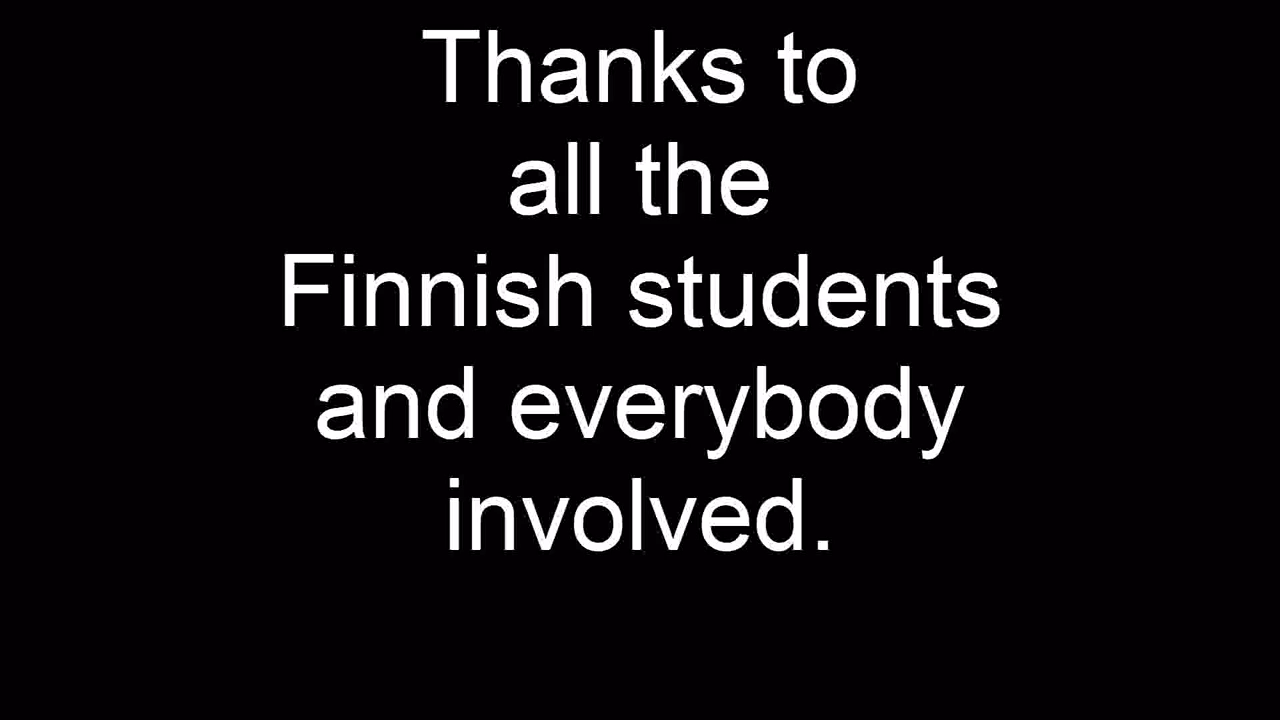 Thanks to
all the
Finnish students
and everybody
involved.